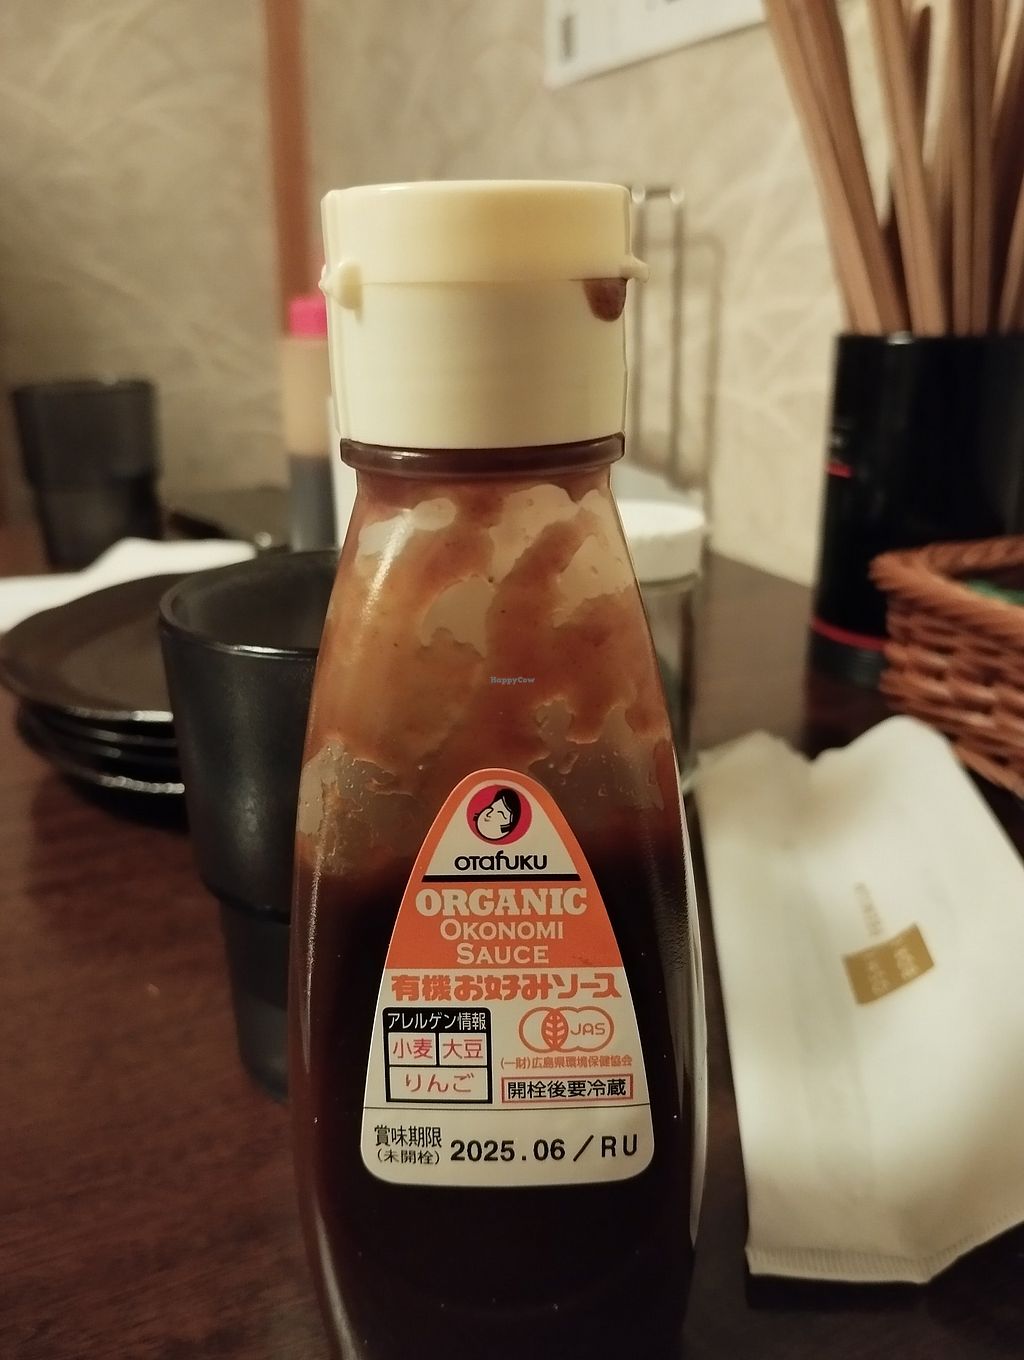 HappyCow
OTAFUKU
ORGANIC
OKONOMI
SAUCE
有機お好みソース
アレルゲン情報
小麦 大豆
りんご
JAS
(一財)広島県環境保健協会
開栓後要冷蔵
賞味期限
(未開栓)
2025.06/RU